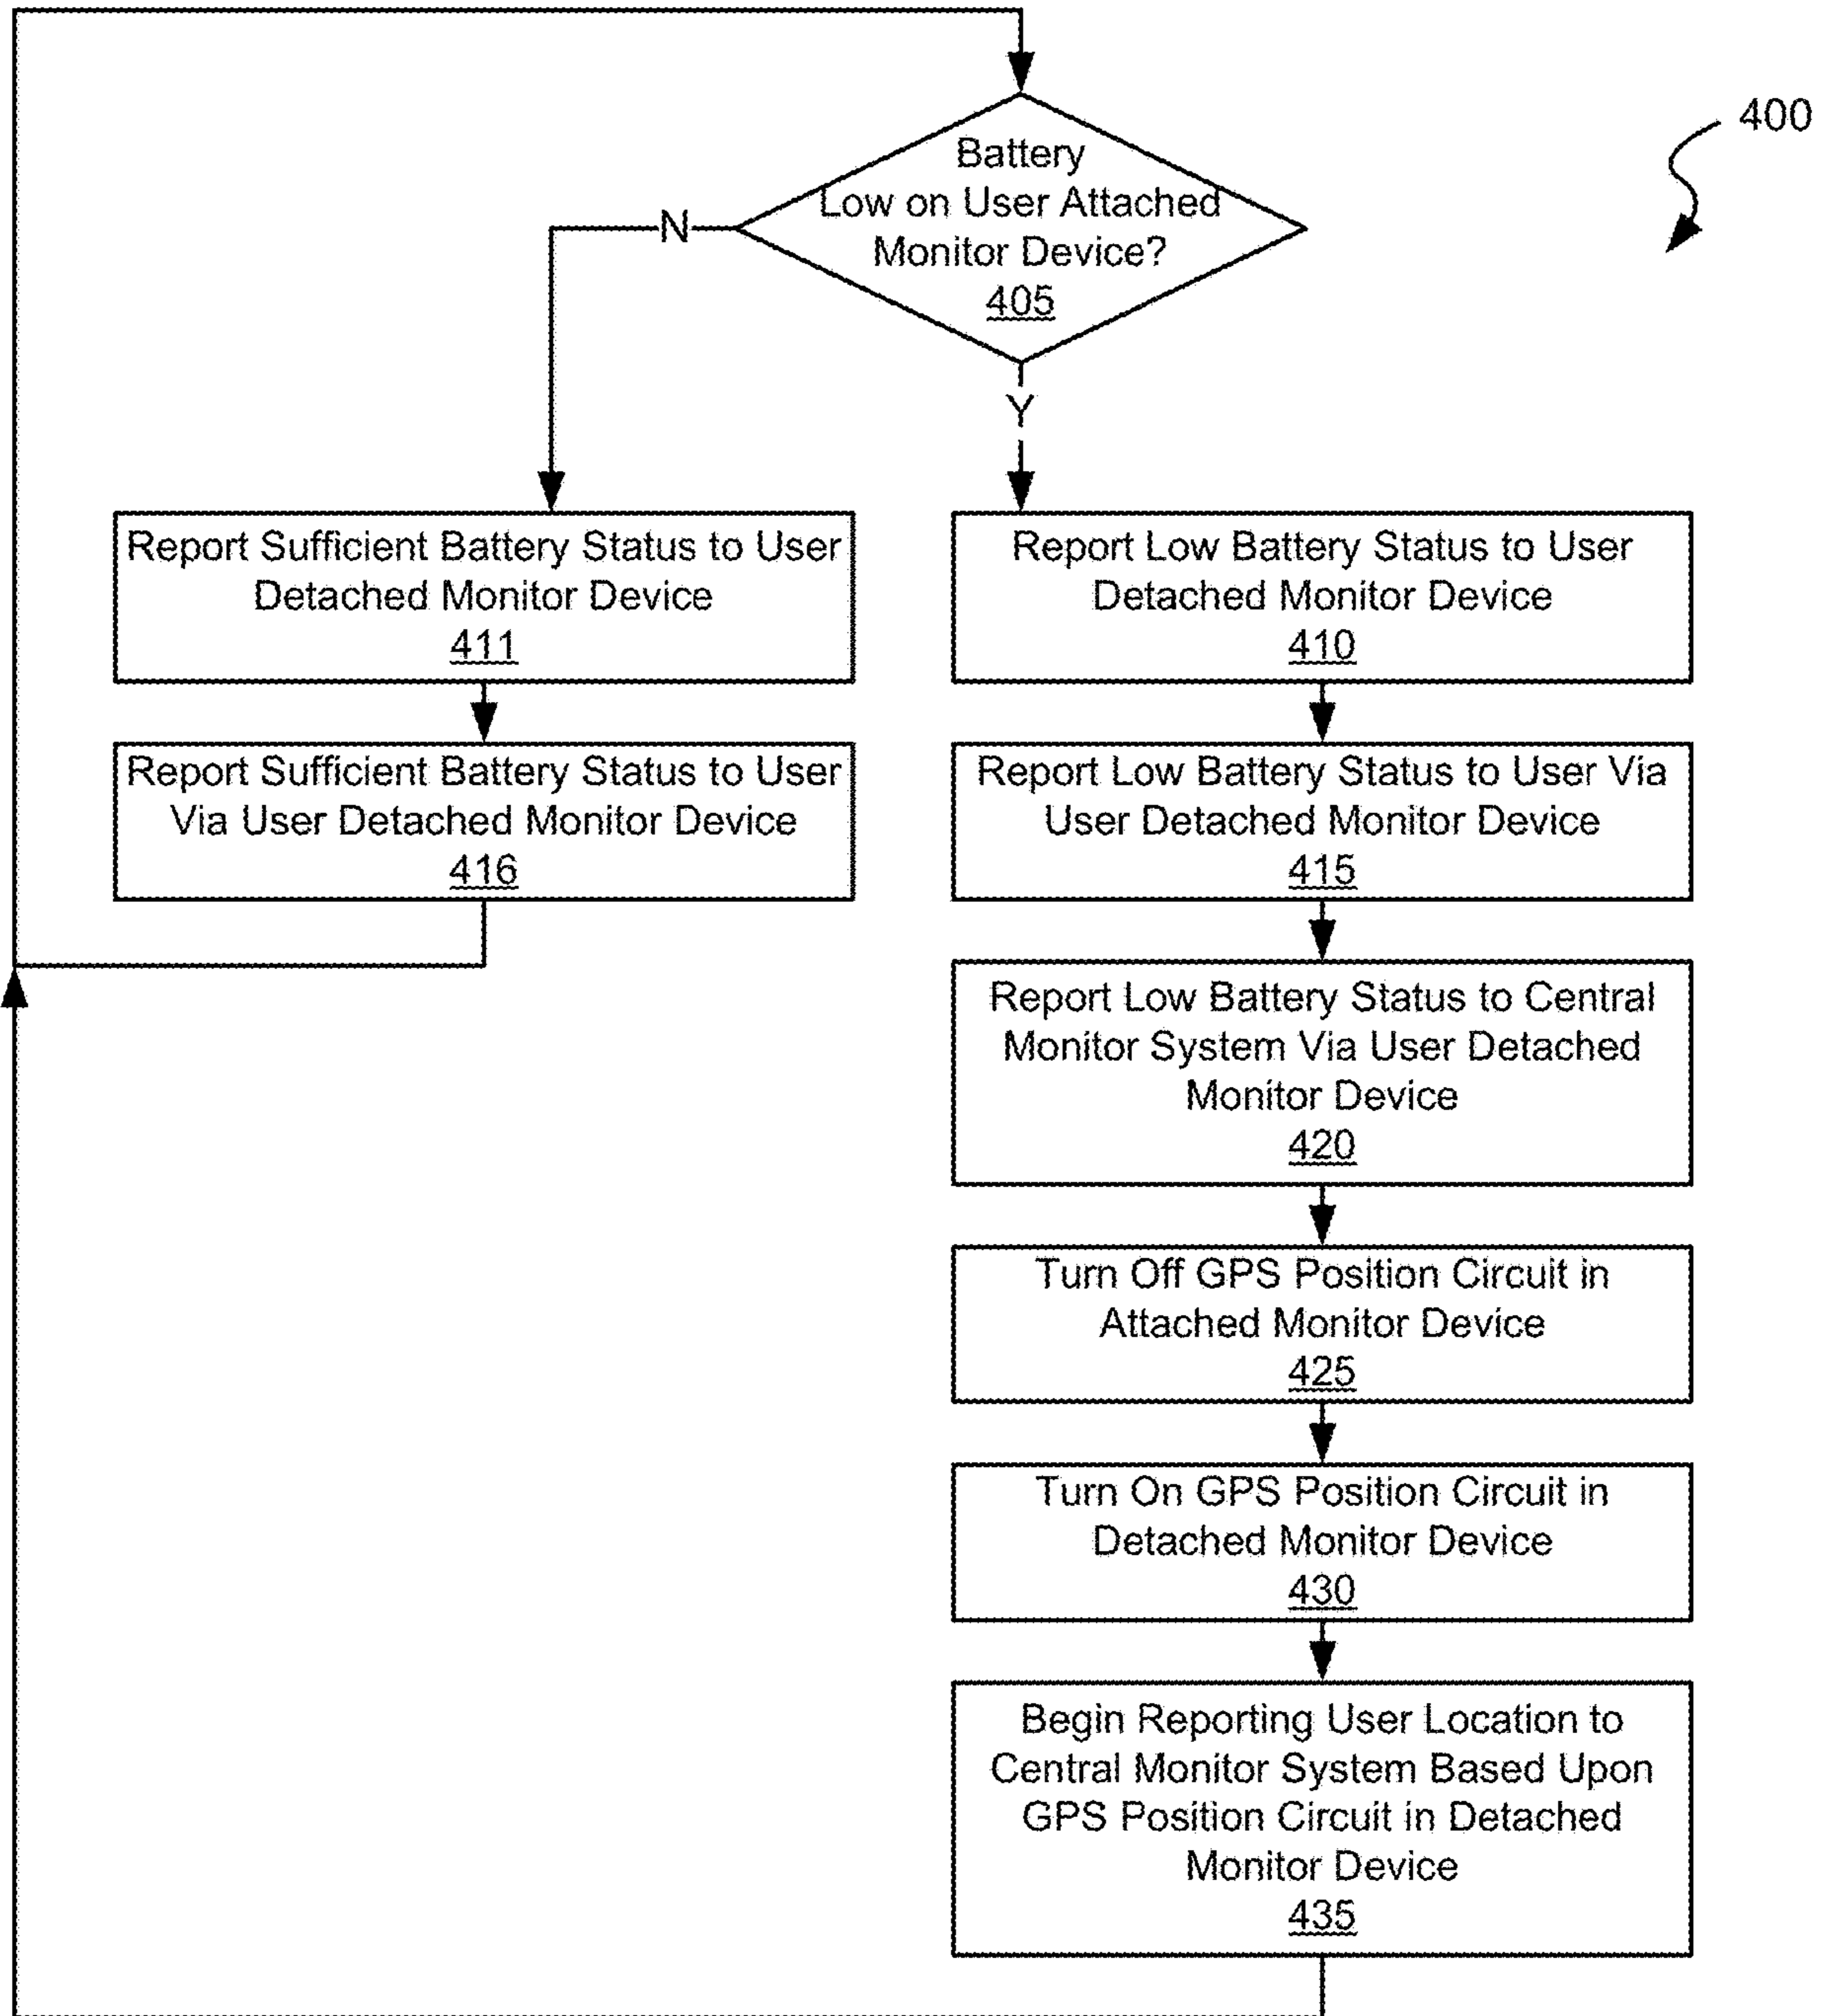 400
Battery
Low on User Attached
Monitor Device?
405
N
Y
Report Sufficient Battery Status to User
Detached Monitor Device
411
Report Low Battery Status to User
Detached Monitor Device
410
Report Sufficient Battery Status to User
Via User Detached Monitor Device
416
Report Low Battery Status to User Via
User Detached Monitor Device
415
Report Low Battery Status to Central
Monitor System Via User Detached
Monitor Device
420
Turn Off GPS Position Circuit in
Attached Monitor Device
425
Turn On GPS Position Circuit in
Detached Monitor Device
430
Begin Reporting User Location to
Central Monitor System Based Upon
GPS Position Circuit in Detached
Monitor Device
435